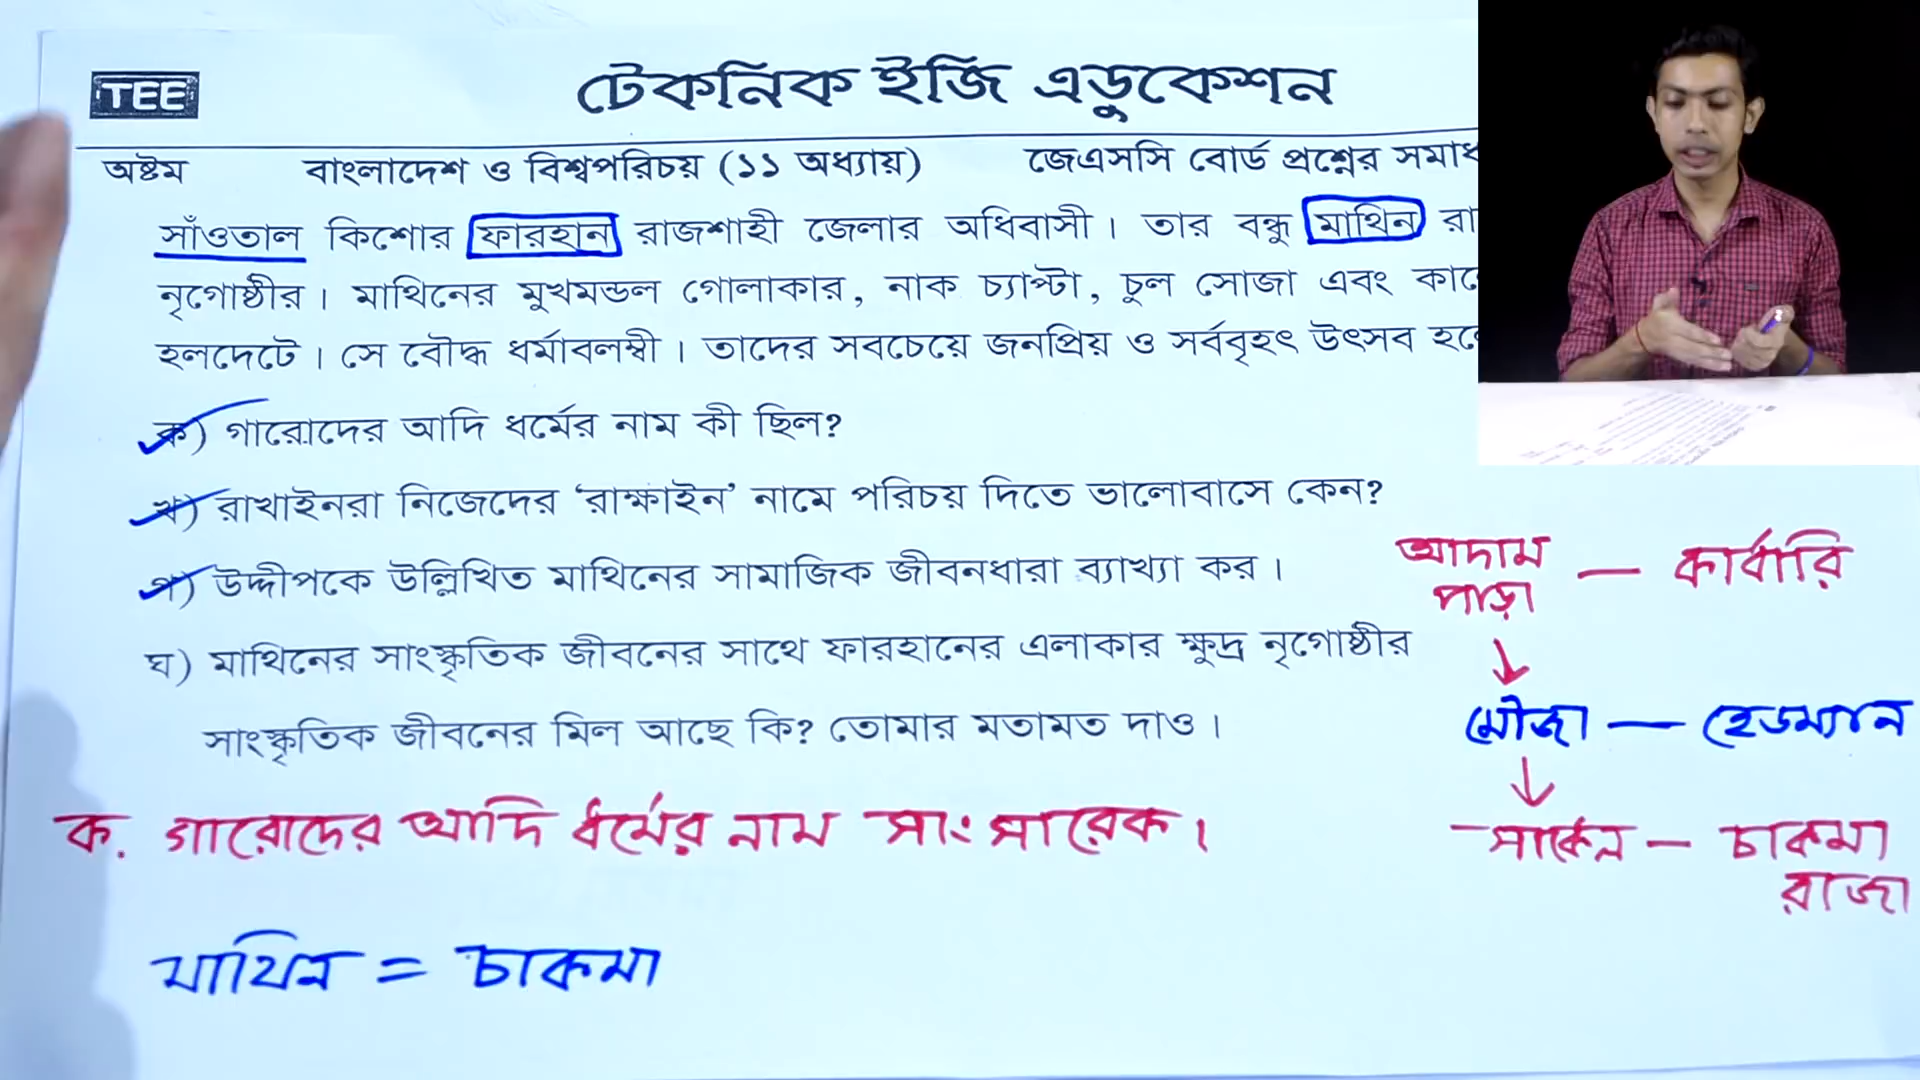 TEE
টেকনিক ইজি এডুকেশন
অষ্টম বাংলাদেশ ও বিশ্বপরিচয় (১১ অধ্যায়) জেএসসি বোর্ড প্রশ্নের
সাঁওতাল কিশোর ফারহান রাজশাহী জেলার অধিবাসী। তার বন্ধু মাথিন
নৃগোষ্ঠীর। মাথিনের মুখমন্ডল গোলাকার, নাক চ্যাপ্টা, চুল সোজা এবং
হলদেটে। সে বৌদ্ধ ধর্মাবলম্বী। তাদের সবচেয়ে জনপ্রিয় ও সর্ববৃহৎ উৎসব
ক) গারোদের আদি ধর্মের নাম কী ছিল?
খ) রাখাইনরা নিজেদের ‘রাক্ষাইন’ নামে পরিচয় দিতে ভালোবাসে কেন?
গ) উদ্দীপকে উল্লিখিত মাথিনের সামাজিক জীবনধারা ব্যাখ্যা কর।
ঘ) মাথিনের সাংস্কৃতিক জীবনের সাথে ফারহানের এলাকার ক্ষুদ্র নৃগোষ্ঠীর
সাংস্কৃতিক জীবনের মিল আছে কি? তোমার মতামত দাও।
ক. গারোদের আদি ধর্মের নাম সাংসারেক।
মাথিন = চাকমা
আদাম
পাড়া — কার্বারি
মৌজা — হেডম্যান
সার্কেল — চাকমা
রাজা